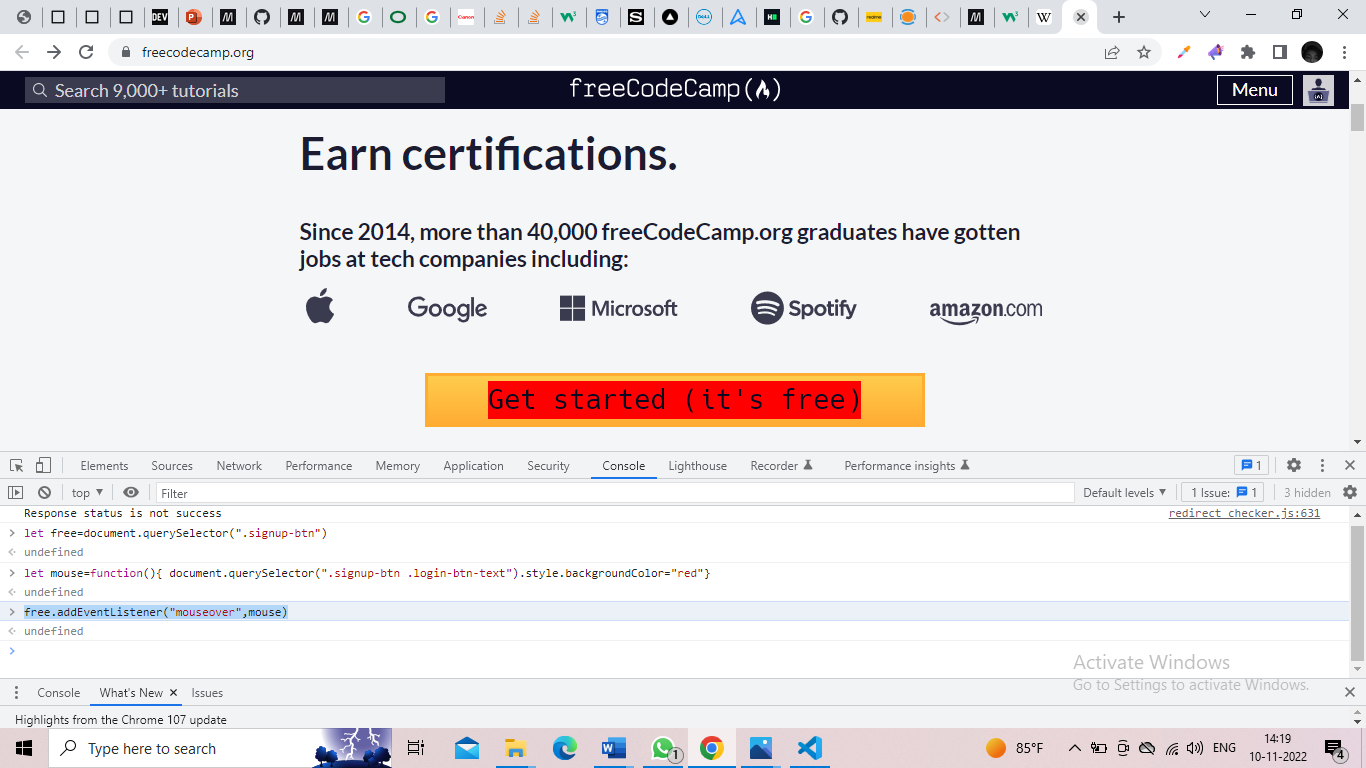 DEV
Canon
DELL
realme
W
freecodecamp.org
Search 9,000+ tutorials
freeCodeCamp(🔥)
Menu
Earn certifications.
Since 2014, more than 40,000 freeCodeCamp.org graduates have gotten
jobs at tech companies including:
Google
Microsoft
Spotify
amazon.com
Get started (it's free)
Elements Sources Network Performance Memory Application Security Console Lighthouse Recorder Performance insights 1
top Filter Default levels 1 Issue: 1 3 hidden
Response status is not success redirect_checker.js:631
let free=document.querySelector(".signup-btn")
undefined
let mouse=function(){ document.querySelector(".signup-btn .login-btn-text").style.backgroundColor="red"}
undefined
free.addEventListener("mouseover",mouse)
undefined
Activate Windows
Go to Settings to activate Windows.
Console What's New Issues
Highlights from the Chrome 107 update
Type here to search
1
85°F
ENG
14:19
10-11-2022
4